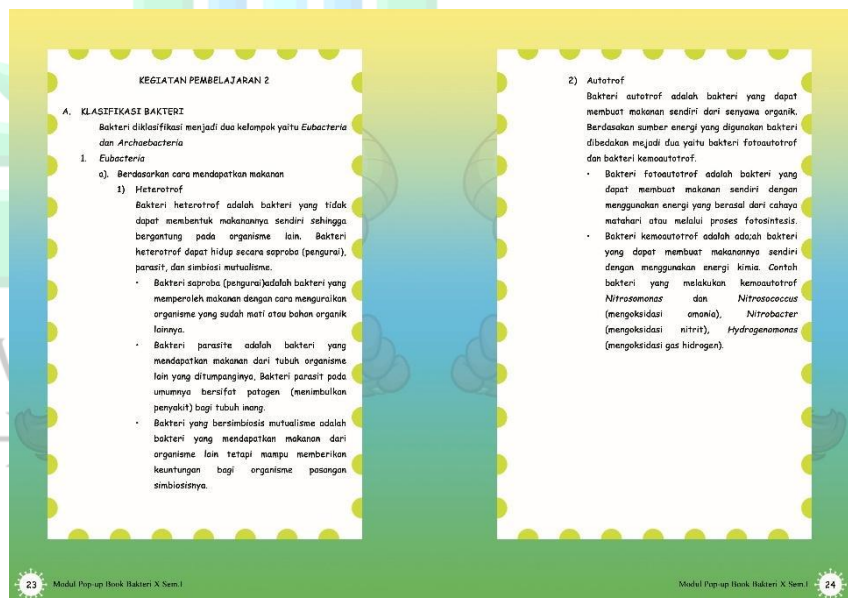 KEGIATAN PEMBELAJARAN 2
A. KLASIFIKASI BAKTERI
Bakteri diklasifikasi menjadi dua kelompok yaitu Eubacteria
dan Archaebacteria
1. Eubacteria
a). Berdasarkan cara mendapatkan makanan
1) Heterotrof
Bakteri heterotrof adalah bakteri yang tidak
dapat membentuk makanannya sendiri sehingga
bergantung pada organisme lain. Bakteri
heterotrof dapat hidup secara saproba (pengurai),
parasit, dan simbiosi mutualisme.
• Bakteri saproba (pengurai)adalah bakteri yang
memperoleh makanan dengan cara menguraikan
organisme yang sudah mati atau bahan organik
lainnya.
• Bakteri parasite adalah bakteri yang
mendapatkan makanan dari tubuh organisme
lain yang ditumpanginya, Bakteri parasit pada
umumnya bersifat patogen (menimbulkan
penyakit) bagi tubuh inang.
• Bakteri yang bersimbiosis mutualisme adalah
bakteri yang mendapatkan makanan dari
organisme lain tetapi mampu memberikan
keuntungan bagi organisme pasangan
simbiosisnya.
23 Modul Pop-up Book Bakteri X Sem.1
2) Autotrof
Bakteri autotrof adalah bakteri yang dapat
membuat makanan sendiri dari senyawa organik.
Berdasakan sumber energi yang digunakan bakteri
dibedakan mejadi dua yaitu bakteri fotoautotrof
dan bakteri kemoautotrof.
• Bakteri fotoautotrof adalah bakteri yang
dapat membuat makanan sendiri dengan
menggunakan energi yang berasal dari cahaya
matahari atau melalui proses fotosintesis.
• Bakteri kemoautotrof adalah ada;ah bakteri
yang dapat membuat makanannya sendiri
dengan menggunakan energi kimia. Contoh
bakteri yang melakukan kemoautotrof
Nitrosomonas dan Nitrosococcus
(mengoksidasi amonia), Nitrobacter
(mengoksidasi nitrit), Hydrogenomonas
(mengoksidasi gas hidrogen).
Modul Pop-up Book Bakteri X Sem.1 24